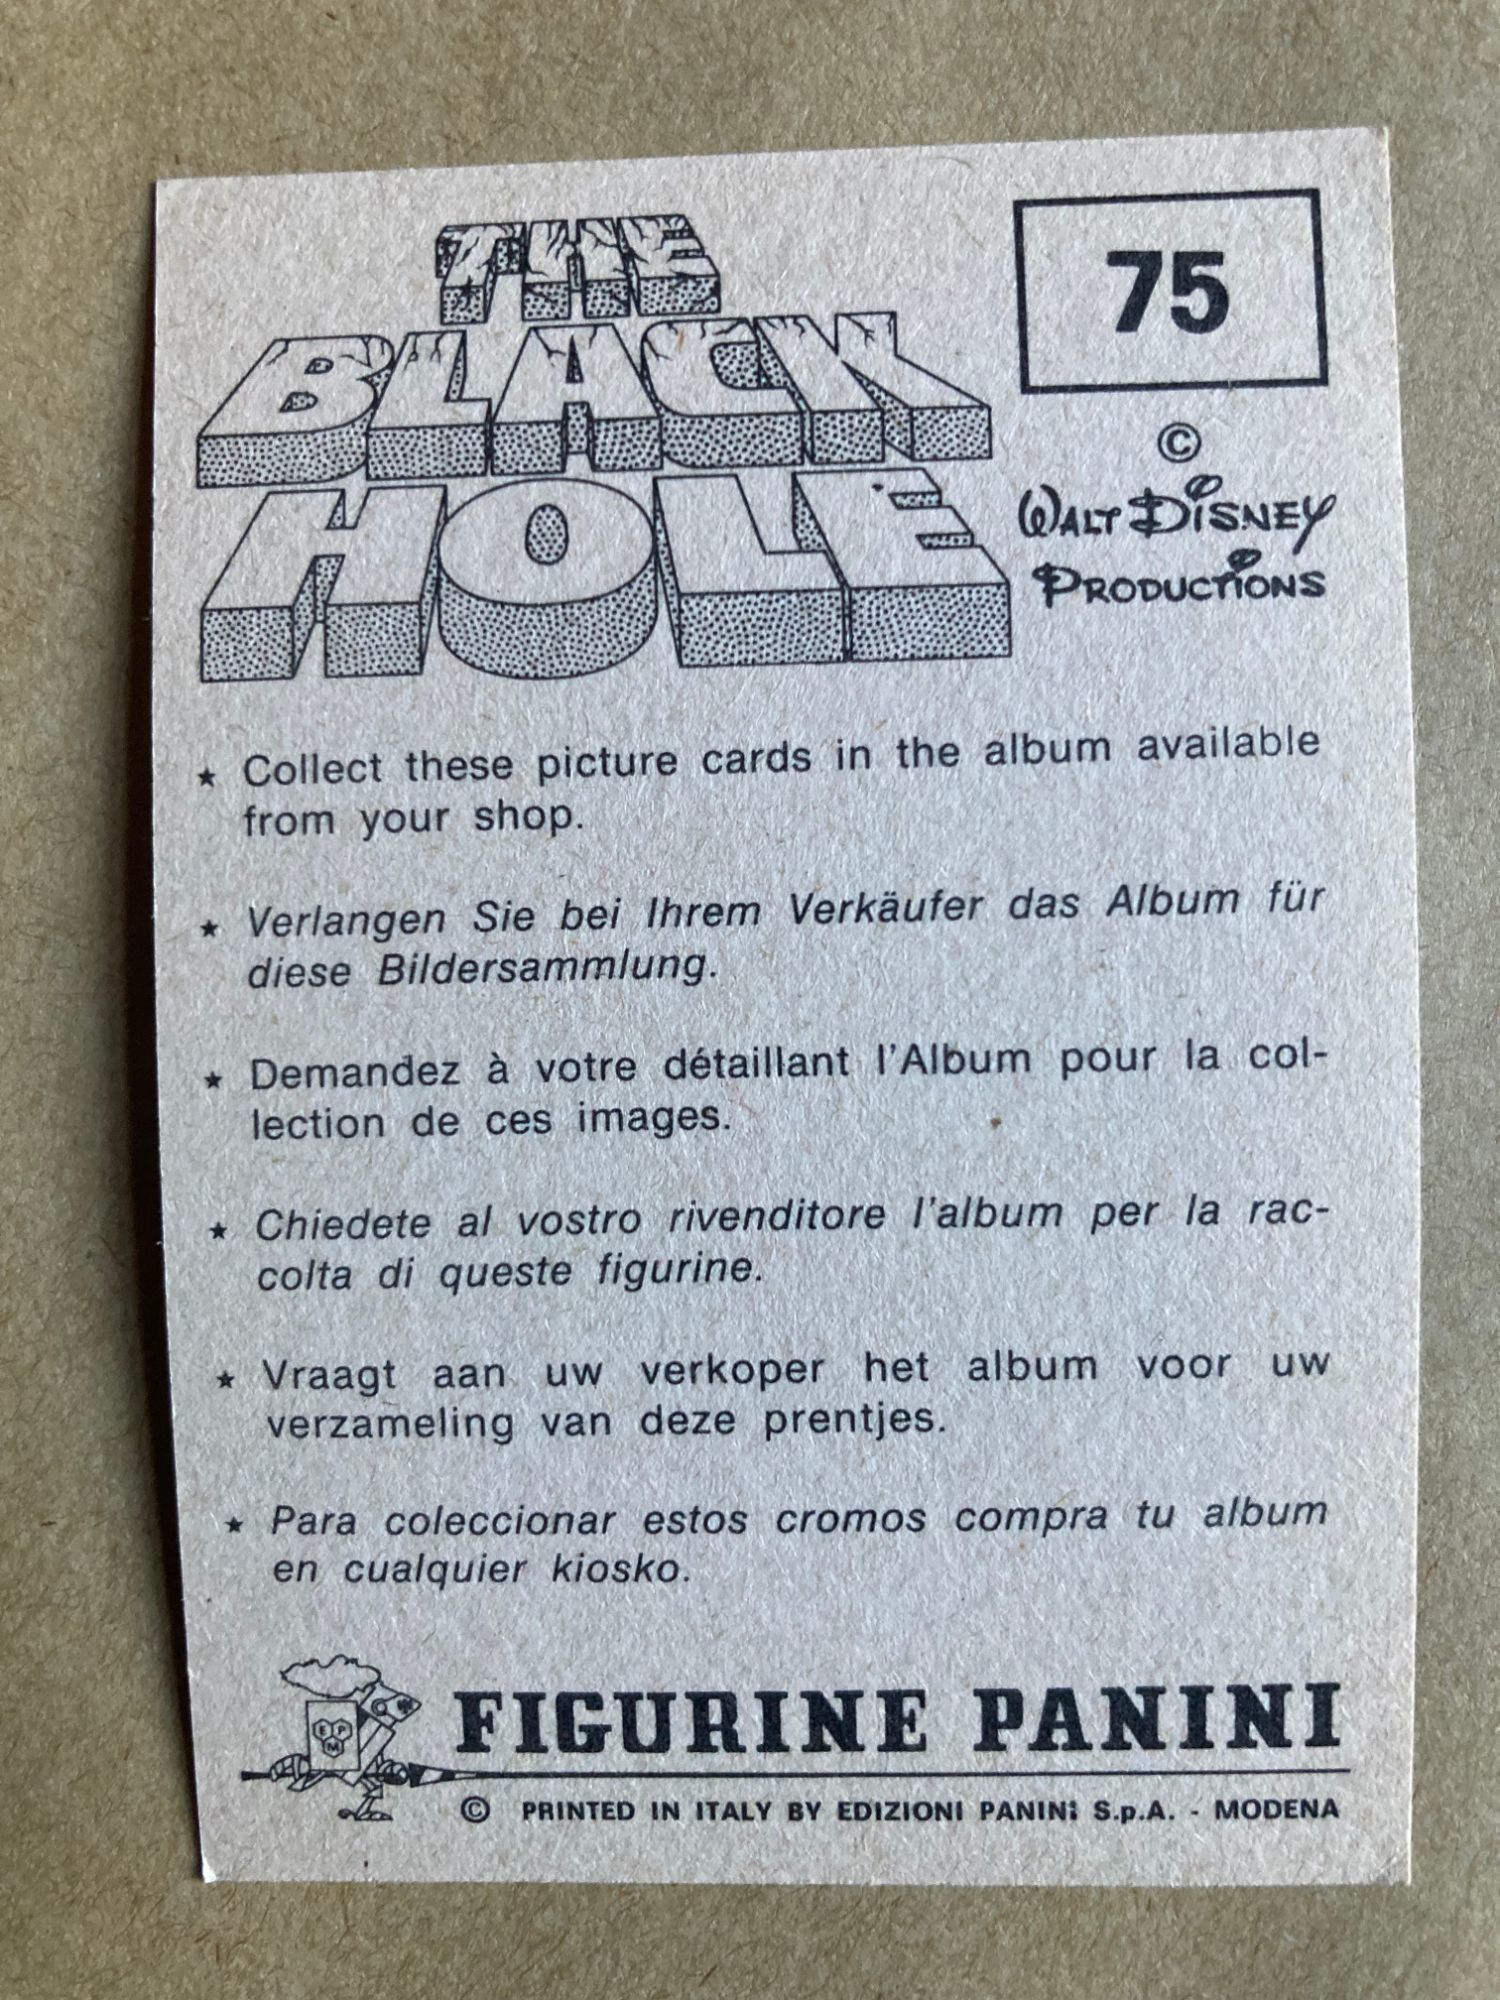 THE
BLACK
HOLE
75
©
WALT DISNEY
PRODUCTIONS
★ Collect these picture cards in the album available
from your shop.
★ Verlangen Sie bei Ihrem Verkäufer das Album für
diese Bildersammlung.
★ Demandez à votre détaillant l'Album pour la col-
lection de ces images.
★ Chiedete al vostro rivenditore l'album per la rac-
colta di queste figurine.
★ Vraagt aan uw verkoper het album voor uw
verzameling van deze prentjes.
★ Para coleccionar estos cromos compra tu album
en cualquier kiosko.
E P
M
FIGURINE PANINI
© PRINTED IN ITALY BY EDIZIONI PANINI S.p.A. - MODENA